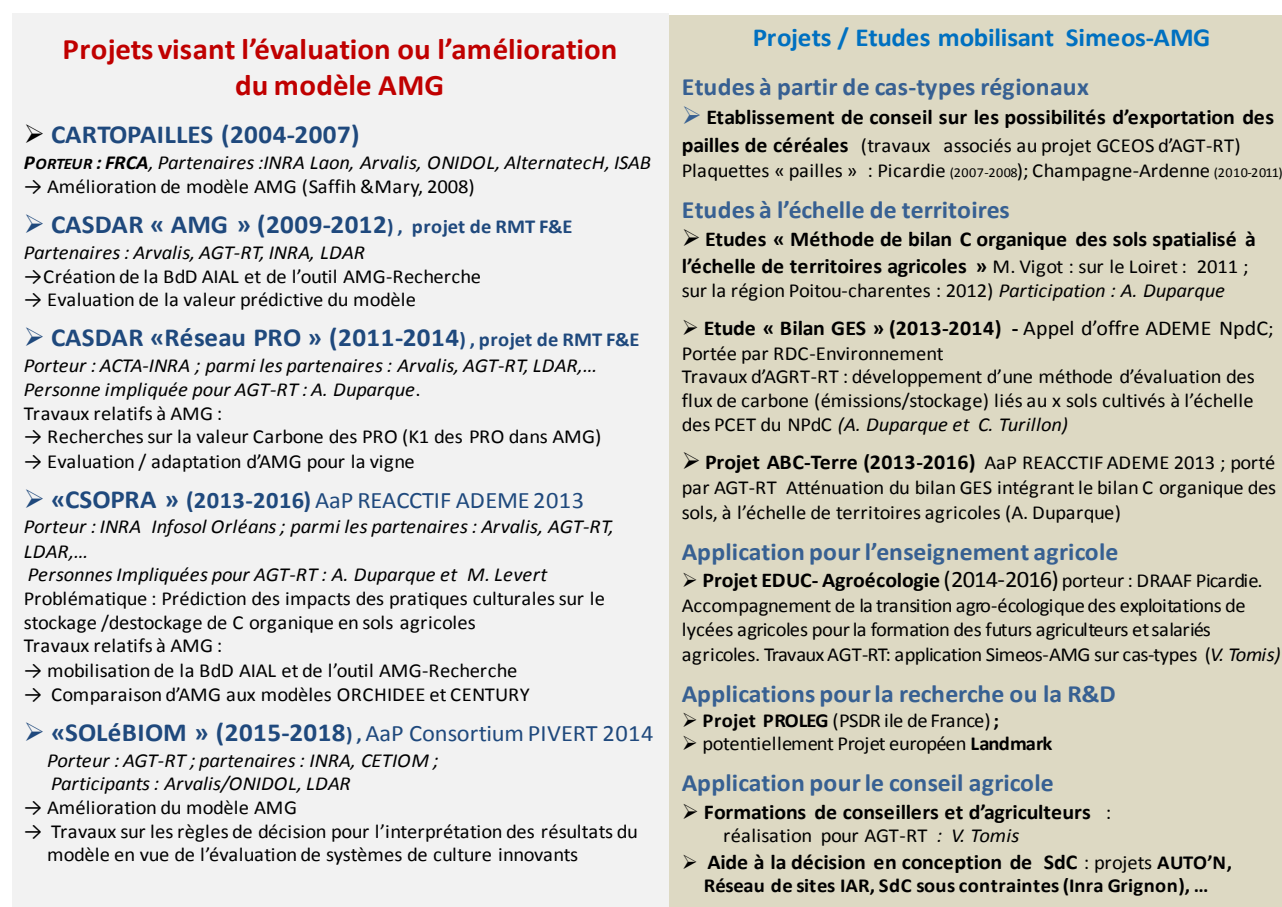 Projets visant l'évaluation ou l'amélioration
du modèle AMG
➢ CARTOPAILLES (2004-2007)
PORTEUR : FRCA, Partenaires :INRA Laon, Arvalis, ONIDOL, AlternatecH, ISAB
→ Amélioration de modèle AMG (Saffih &Mary, 2008)
➢ CASDAR « AMG » (2009-2012) , projet de RMT F&E
Partenaires : Arvalis, AGT-RT, INRA, LDAR
→Création de la BdD AIAL et de l'outil AMG-Recherche
→ Evaluation de la valeur prédictive du modèle
➢ CASDAR «Réseau PRO » (2011-2014) , projet de RMT F&E
Porteur : ACTA-INRA ; parmi les partenaires : Arvalis, AGT-RT, LDAR,...
Personne impliquée pour AGT-RT : A. Duparque.
Travaux relatifs à AMG :
→ Recherches sur la valeur Carbone des PRO (K1 des PRO dans AMG)
→ Evaluation / adaptation d'AMG pour la vigne
➢ «CSOPRA » (2013-2016) AaP REACCTIF ADEME 2013
Porteur : INRA Infosol Orléans ; parmi les partenaires : Arvalis, AGT-RT,
LDAR,...
Personnes Impliquées pour AGT-RT : A. Duparque et M. Levert
Problématique : Prédiction des impacts des pratiques culturales sur le
stockage /destockage de C organique en sols agricoles
Travaux relatifs à AMG :
→ mobilisation de la BdD AIAL et de l'outil AMG-Recherche
→ Comparaison d'AMG aux modèles ORCHIDEE et CENTURY
➢ «SOLéBIOM » (2015-2018) , AaP Consortium PIVERT 2014
Porteur : AGT-RT ; partenaires : INRA, CETIOM ;
Participants : Arvalis/ONIDOL, LDAR
→ Amélioration du modèle AMG
→ Travaux sur les règles de décision pour l'interprétation des résultats du
modèle en vue de l'évaluation de systèmes de culture innovants
Projets / Etudes mobilisant Simeos-AMG
Etudes à partir de cas-types régionaux
➢ Etablissement de conseil sur les possibilités d'exportation des
pailles de céréales (travaux associés au projet GCEOS d'AGT-RT)
Plaquettes « pailles » : Picardie (2007-2008); Champagne-Ardenne (2010-2011)
Etudes à l'échelle de territoires
➢ Etudes « Méthode de bilan C organique des sols spatialisé à
l'échelle de territoires agricoles » M. Vigot : sur le Loiret : 2011 ;
sur la région Poitou-charentes : 2012) Participation : A. Duparque
➢ Etude « Bilan GES » (2013-2014) - Appel d'offre ADEME NpdC;
Portée par RDC-Environnement
Travaux d'AGRT-RT : développement d'une méthode d'évaluation des
flux de carbone (émissions/stockage) liés au x sols cultivés à l'échelle
des PCET du NPdC (A. Duparque et C. Turillon)
➢ Projet ABC-Terre (2013-2016) AaP REACCTIF ADEME 2013 ; porté
par AGT-RT Atténuation du bilan GES intégrant le bilan C organique des
sols, à l'échelle de territoires agricoles (A. Duparque)
Application pour l'enseignement agricole
➢ Projet EDUC- Agroécologie (2014-2016) porteur : DRAAF Picardie.
Accompagnement de la transition agro-écologique des exploitations de
lycées agricoles pour la formation des futurs agriculteurs et salariés
agricoles. Travaux AGT-RT: application Simeos-AMG sur cas-types (V. Tomis)
Applications pour la recherche ou la R&D
➢ Projet PROLEG (PSDR ile de France) ;
➢ potentiellement Projet européen Landmark
Application pour le conseil agricole
➢ Formations de conseillers et d'agriculteurs :
réalisation pour AGT-RT : V. Tomis
➢ Aide à la décision en conception de SdC : projets AUTO'N,
Réseau de sites IAR, SdC sous contraintes (Inra Grignon), ...